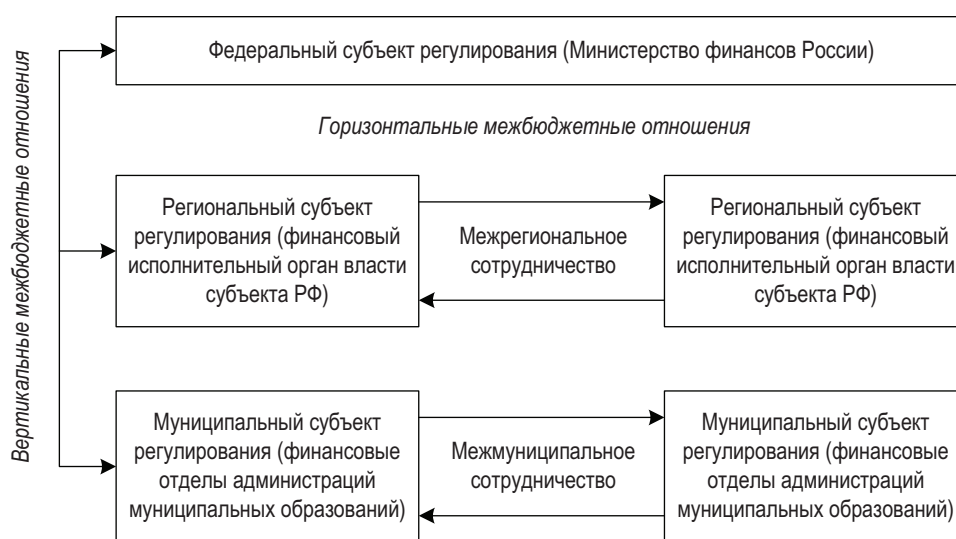 Вертикальные межбюджетные отношения
Федеральный субъект регулирования (Министерство финансов России)
Горизонтальные межбюджетные отношения
Региональный субъект
регулирования (финансовый
исполнительный орган власти
субъекта РФ)
Межрегиональное
сотрудничество
Региональный субъект
регулирования (финансовый
исполнительный орган власти
субъекта РФ)
Муниципальный субъект
регулирования (финансовые
отделы администраций
муниципальных образований)
Межмуниципальное
сотрудничество
Муниципальный субъект
регулирования (финансовые
отделы администраций
муниципальных образований)